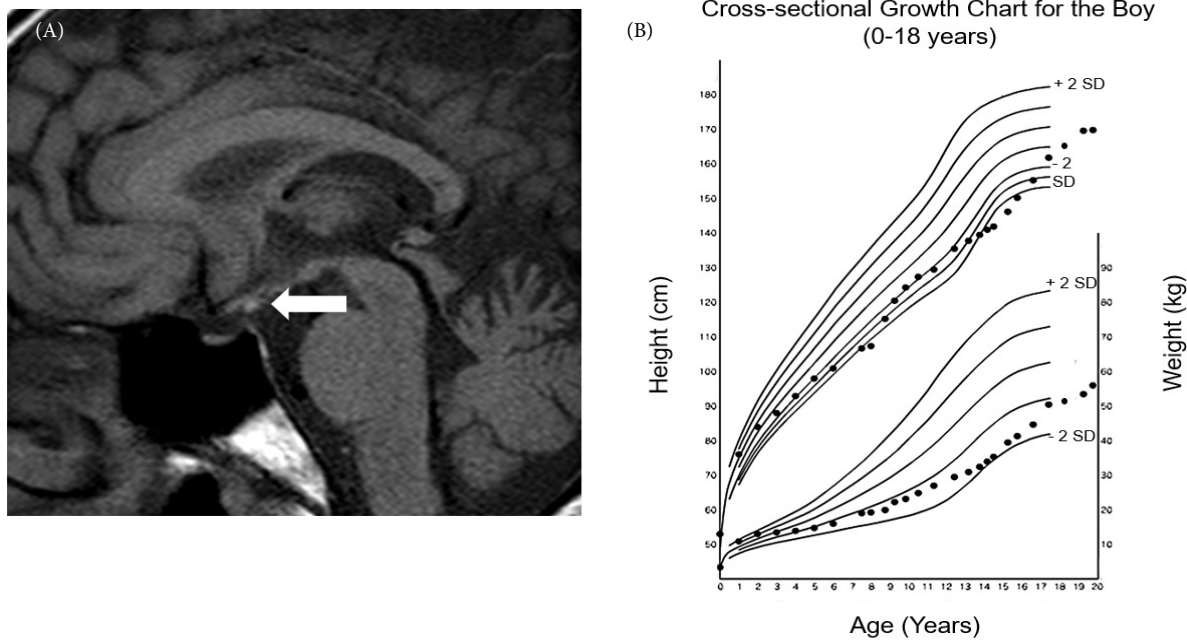 (A)
(B)
Cross-sectional Growth Chart for the Boy
(0-18 years)
Height (cm)
180
170
160
150
140
130
120
110
100
90
80
70
60
50
+ 2 SD
- 2
SD
+ 2 SD
- 2 SD
90
80
70
60
50
40
30
20
10
Weight (kg)
0 1 2 3 4 5 6 7 8 9 10 11 12 13 14 15 16 17 18 19 20
Age (Years)